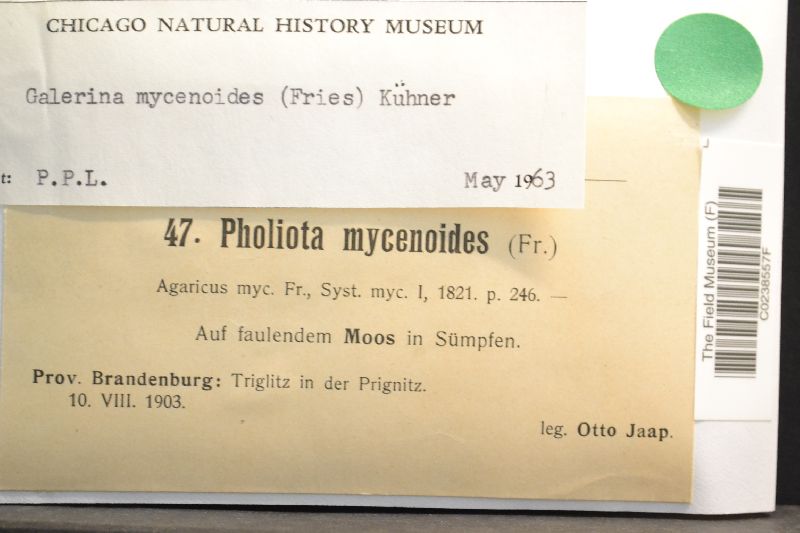 CHICAGO NATURAL HISTORY MUSEUM
Galerina mycenoides (Fries) Kühner
t: P.P.L. May 1963
47. Pholiota mycenoides (Fr.)
Agaricus myc. Fr., Syst. myc. I, 1821. p. 246. —
Auf faulendem Moos in Sümpfen.
Prov. Brandenburg: Triglitz in der Prignitz.
10. VIII. 1903.
leg. Otto Jaap.
The Field Museum (F)
C0238557F